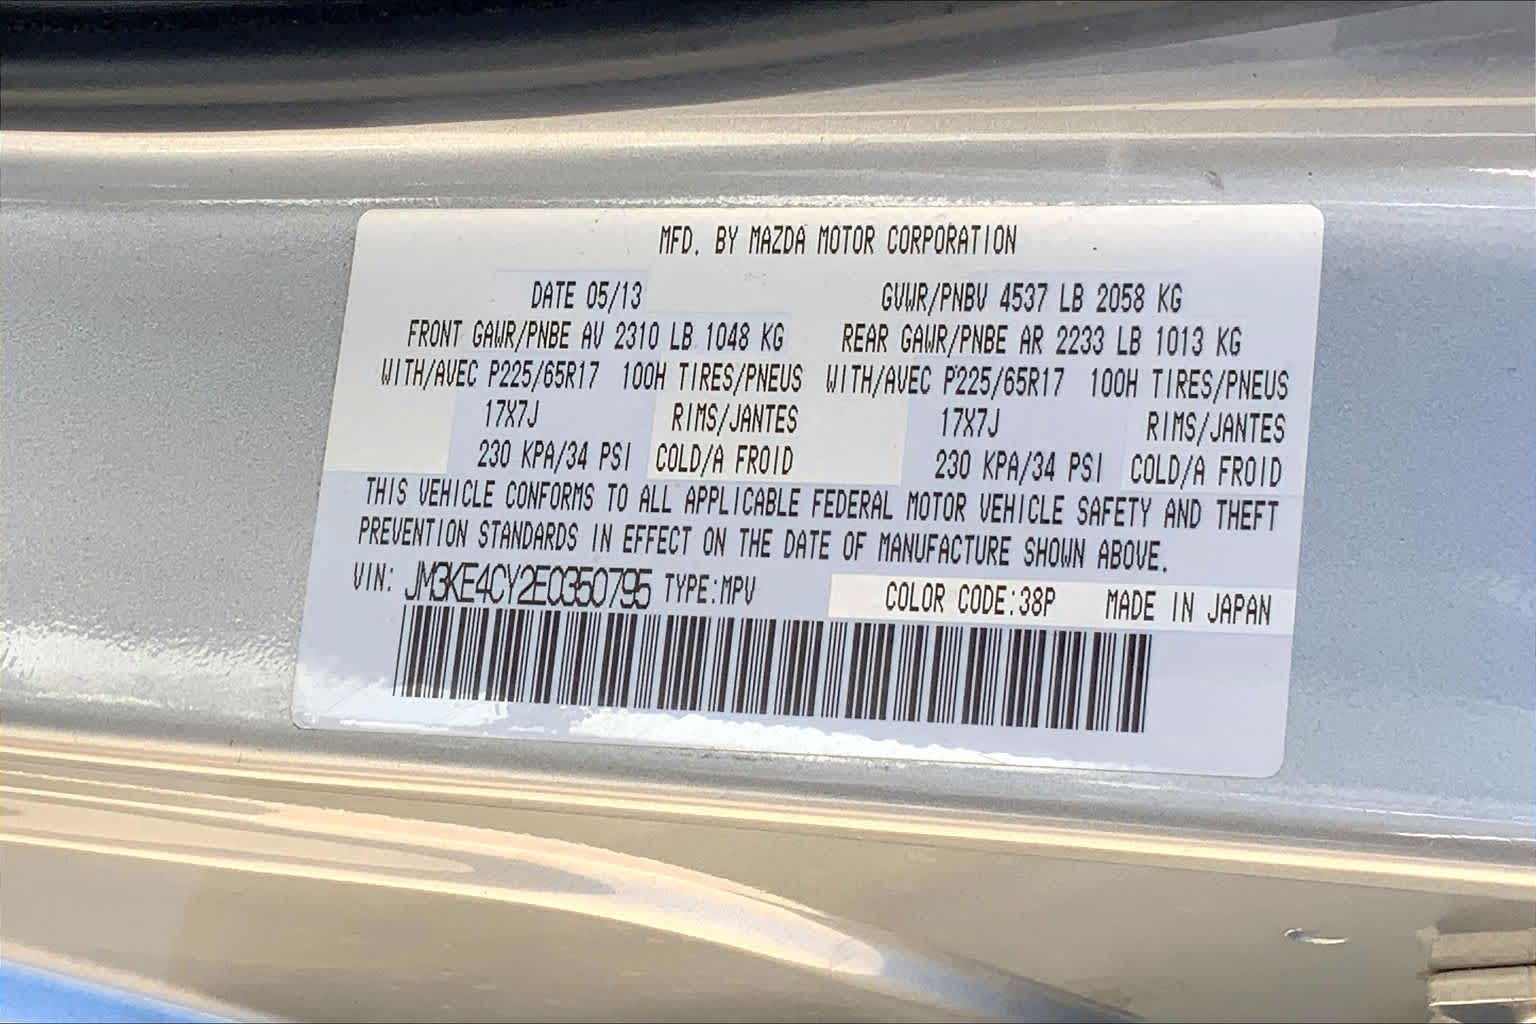 MFD. BY MAZDA MOTOR CORPORATION
DATE 05/13 GVWR/PNBV 4537 LB 2058 KG
FRONT GAWR/PNBE AV 2310 LB 1048 KG REAR GAWR/PNBE AR 2233 LB 1013 KG
WITH/AVEC P225/65R17 100H TIRES/PNEUS WITH/AVEC P225/65R17 100H TIRES/PNEUS
17X7J RIMS/JANTES 17X7J RIMS/JANTES
230 KPA/34 PSI COLD/A FROID 230 KPA/34 PSI COLD/A FROID
THIS VEHICLE CONFORMS TO ALL APPLICABLE FEDERAL MOTOR VEHICLE SAFETY AND THEFT
PREVENTION STANDARDS IN EFFECT ON THE DATE OF MANUFACTURE SHOWN ABOVE.
VIN: JM3KE4CY2E0350795 TYPE:MPV COLOR CODE:38P MADE IN JAPAN